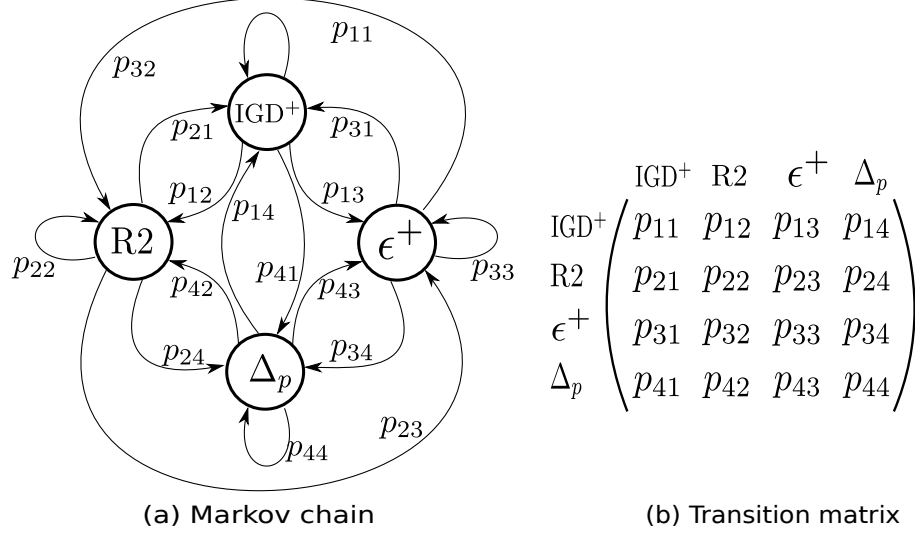 p₁₁
p₃₂
IGD⁺
p₂₁
p₃₁
p₁₂
p₁₃
p₁₄
R2
ϵ⁺
p₂₂
p₄₁
p₃₃
p₄₂
p₄₃
p₂₄
p₃₄
Δₚ
p₂₃
p₄₄
(a) Markov chain
IGD⁺ R2 ϵ⁺ Δₚ
IGD⁺ p₁₁ p₁₂ p₁₃ p₁₄
R2 p₂₁ p₂₂ p₂₃ p₂₄
ϵ⁺ p₃₁ p₃₂ p₃₃ p₃₄
Δₚ p₄₁ p₄₂ p₄₃ p₄₄
(b) Transition matrix